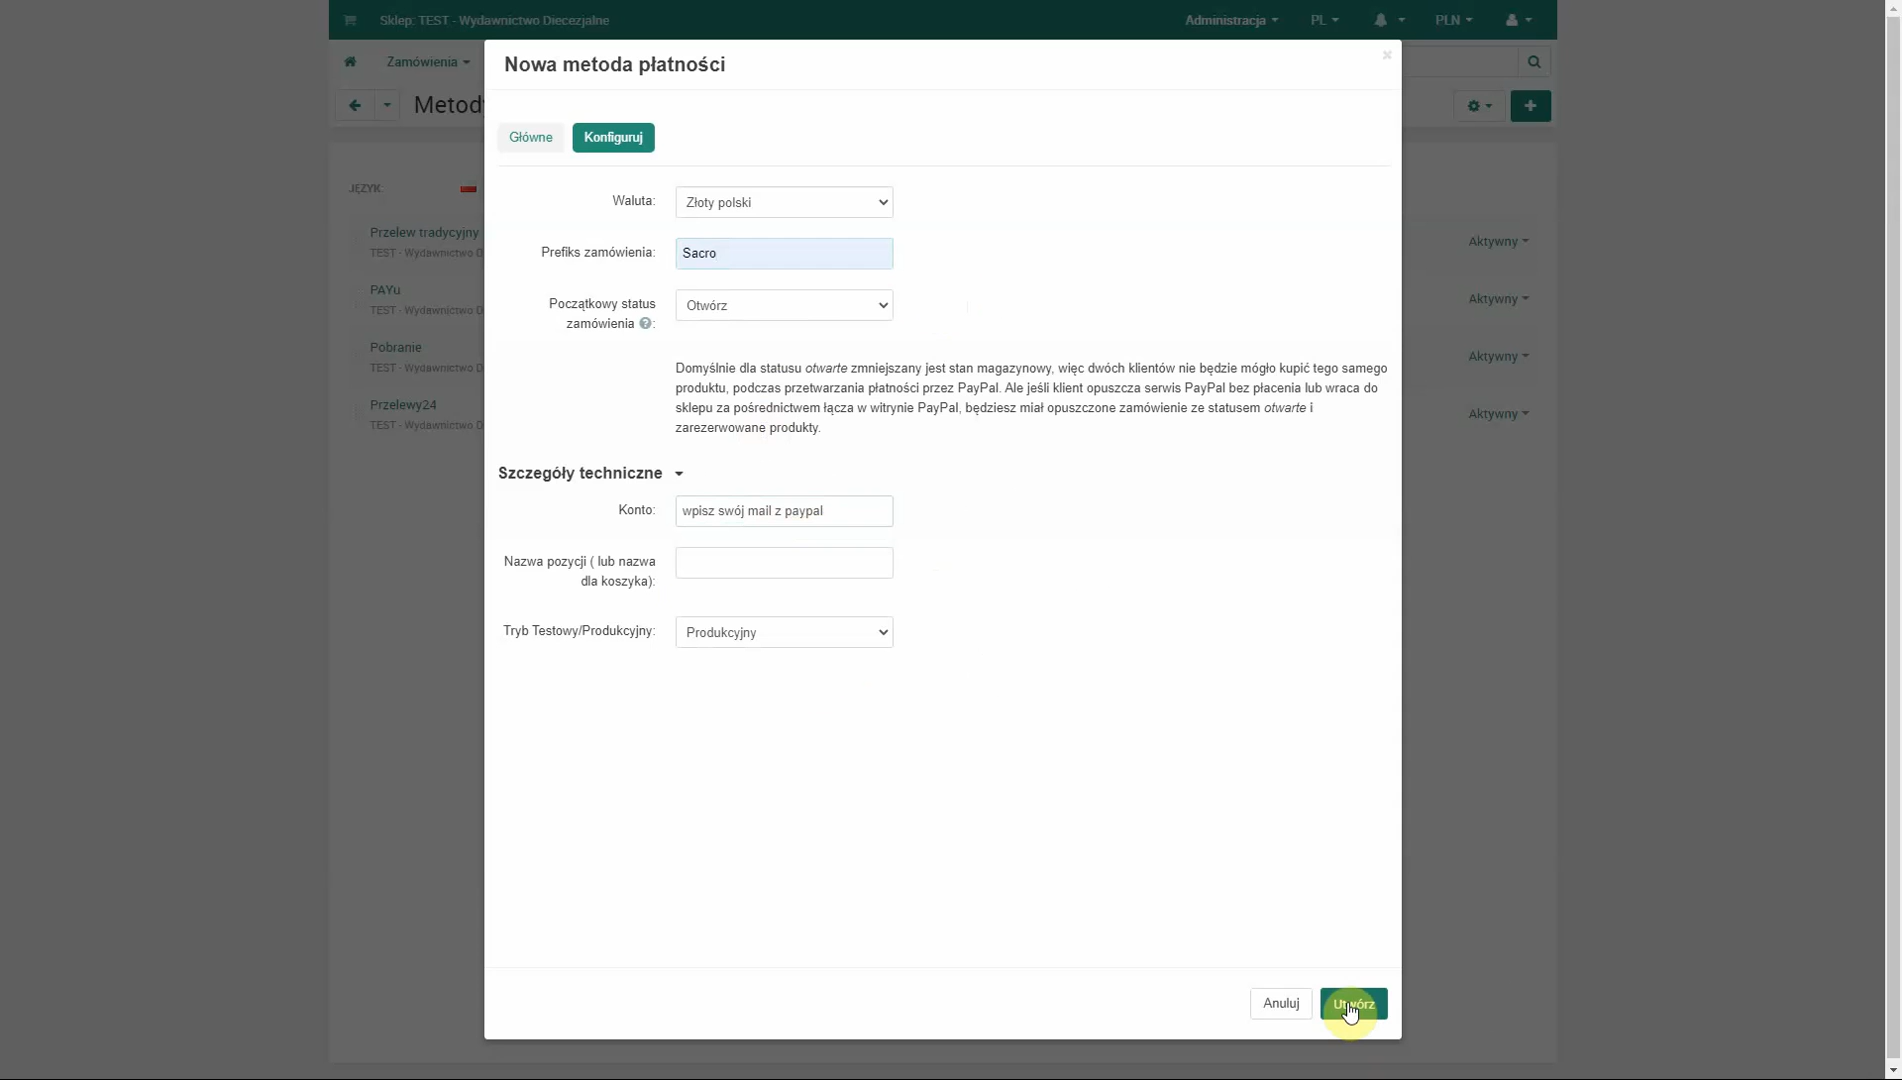 Sklep: TEST - Wydawnictwo Diecezjalne
Administracja
PL
PLN
Zamówienia
Nowa metoda płatności
Metody
Główne
Konfiguruj
JĘZYK:
Waluta:
Złoty polski
Przelew tradycyjny
TEST - Wydawnictwo D
Aktywny
Prefiks zamówienia:
Sacro
PAYu
TEST - Wydawnictwo D
Aktywny
Początkowy status
zamówienia ?:
Otwórz
Pobranie
TEST - Wydawnictwo D
Aktywny
Domyślnie dla statusu otwarte zmniejszany jest stan magazynowy, więc dwóch klientów nie będzie mógło kupić tego samego
produktu, podczas przetwarzania płatności przez PayPal. Ale jeśli klient opuszcza serwis PayPal bez płacenia lub wraca do
sklepu za pośrednictwem łącza w witrynie PayPal, będziesz miał opuszczone zamówienie ze statusem otwarte i
zarezerwowane produkty.
Przelewy24
TEST - Wydawnictwo D
Aktywny
Szczegóły techniczne
Konto:
wpisz swój mail z paypal
Nazwa pozycji ( lub nazwa
dla koszyka):
Tryb Testowy/Produkcyjny:
Produkcyjny
Anuluj
Utwórz